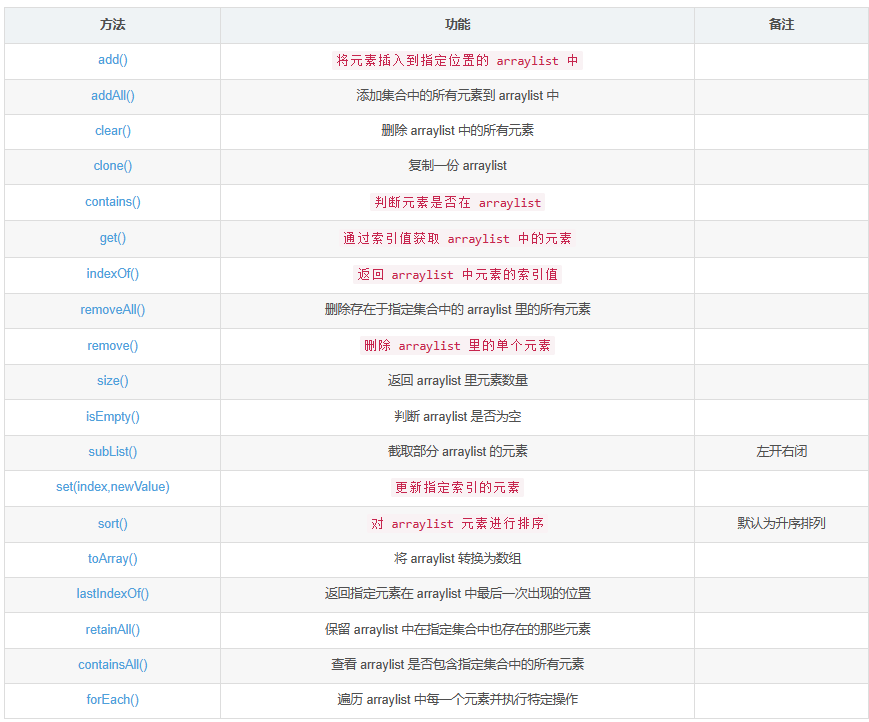 方法 功能 备注
add() 将元素插入到指定位置的 arraylist 中
addAll() 添加集合中的所有元素到 arraylist 中
clear() 删除 arraylist 中的所有元素
clone() 复制一份 arraylist
contains() 判断元素是否在 arraylist
get() 通过索引值获取 arraylist 中的元素
indexOf() 返回 arraylist 中元素的索引值
removeAll() 删除存在于指定集合中的 arraylist 里的所有元素
remove() 删除 arraylist 里的单个元素
size() 返回 arraylist 里元素数量
isEmpty() 判断 arraylist 是否为空
subList() 截取部分 arraylist 的元素 左开右闭
set(index,newValue) 更新指定索引的元素
sort() 对 arraylist 元素进行排序 默认为升序排列
toArray() 将 arraylist 转换为数组
lastIndexOf() 返回指定元素在 arraylist 中最后一次出现的位置
retainAll() 保留 arraylist 中在指定集合中也存在的那些元素
containsAll() 查看 arraylist 是否包含指定集合中的所有元素
forEach() 遍历 arraylist 中每一个元素并执行特定操作